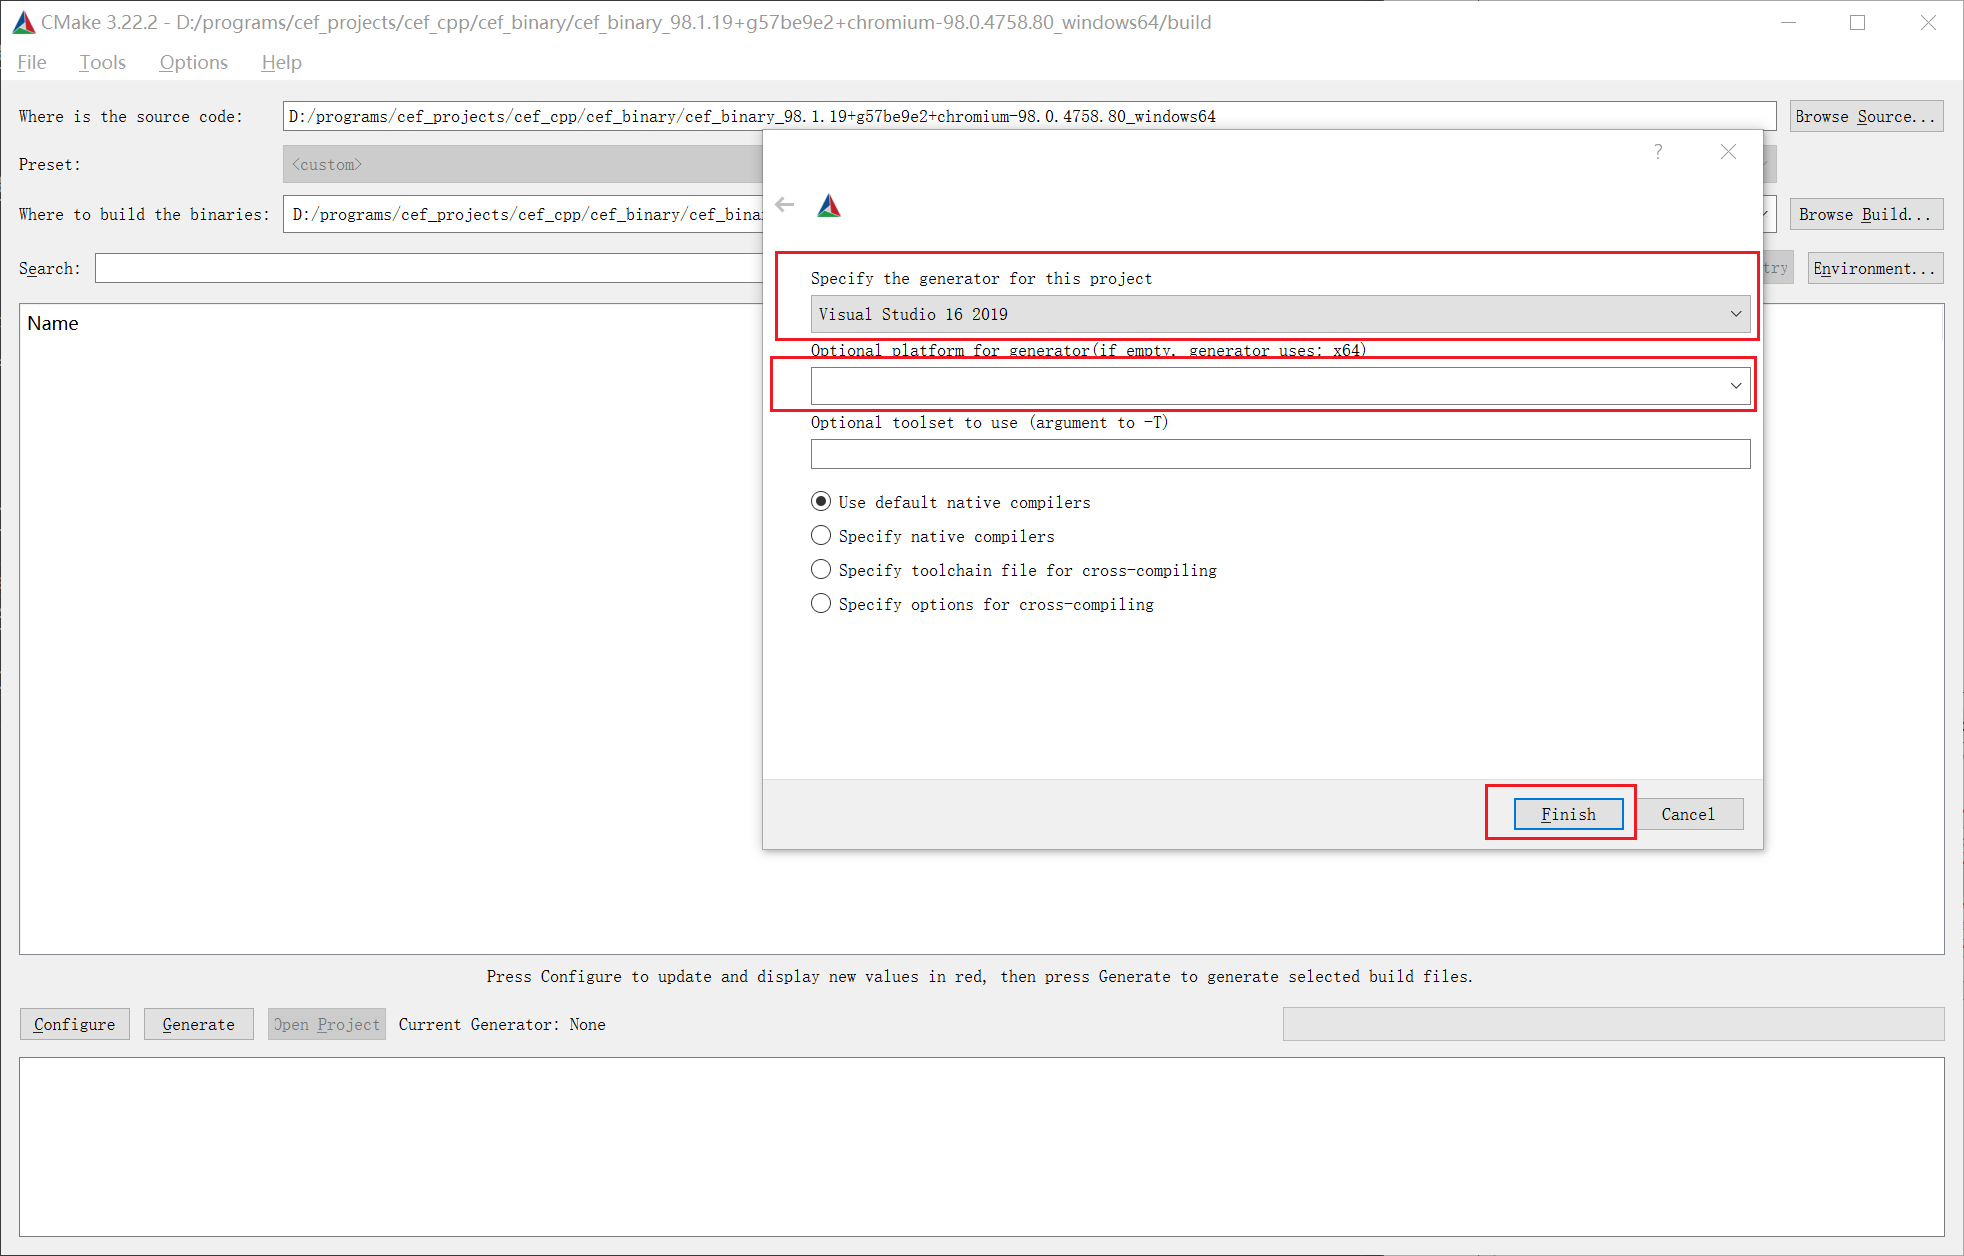 CMake 3.22.2 - D:/programs/cef_projects/cef_cpp/cef_binary/cef_binary_98.1.19+g57be9e2+chromium-98.0.4758.80_windows64/build
File Tools Options Help
Where is the source code: D:/programs/cef_projects/cef_cpp/cef_binary/cef_binary_98.1.19+g57be9e2+chromium-98.0.4758.80_windows64 Browse Source...
Preset: <custom>
?
Where to build the binaries: D:/programs/cef_projects/cef_cpp/cef_binary/cef_bina Browse Build...
Search: try Environment...
Name
Specify the generator for this project
Visual Studio 16 2019
Optional platform for generator(if empty, generator uses: x64)
Optional toolset to use (argument to -T)
Use default native compilers
Specify native compilers
Specify toolchain file for cross-compiling
Specify options for cross-compiling
Finish Cancel
Press Configure to update and display new values in red, then press Generate to generate selected build files.
Configure Generate Open Project Current Generator: None